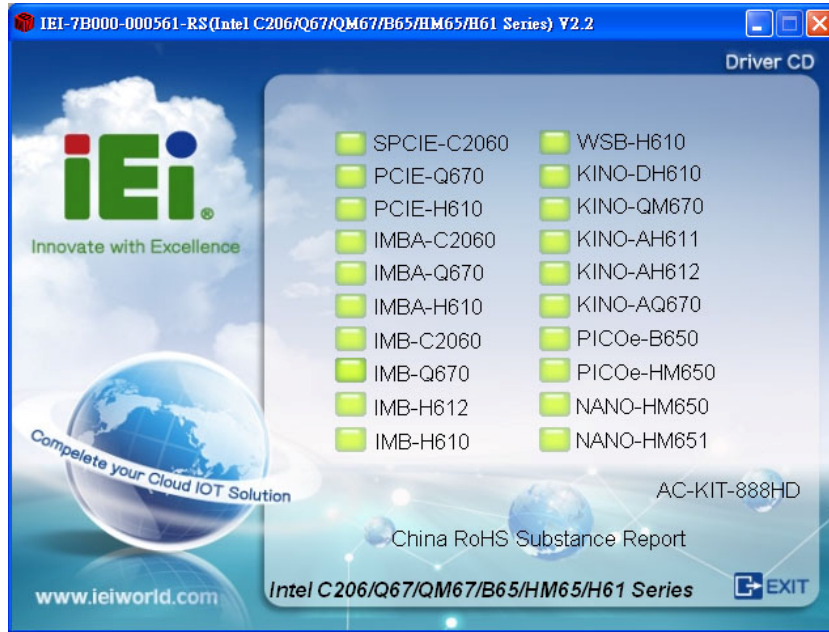 IEI-7B000-000561-RS(Intel C206/Q67/QM67/B65/HM65/H61 Series) V2.2
Driver CD
iEi®
Innovate with Excellence
SPCIE-C2060
PCIE-Q670
PCIE-H610
IMBA-C2060
IMBA-Q670
IMBA-H610
IMB-C2060
IMB-Q670
IMB-H612
IMB-H610
WSB-H610
KINO-DH610
KINO-QM670
KINO-AH611
KINO-AH612
KINO-AQ670
PICOe-B650
PICOe-HM650
NANO-HM650
NANO-HM651
Compelete your Cloud IOT Solution
AC-KIT-888HD
China RoHS Substance Report
www.ieiworld.com
Intel C206/Q67/QM67/B65/HM65/H61 Series
EXIT